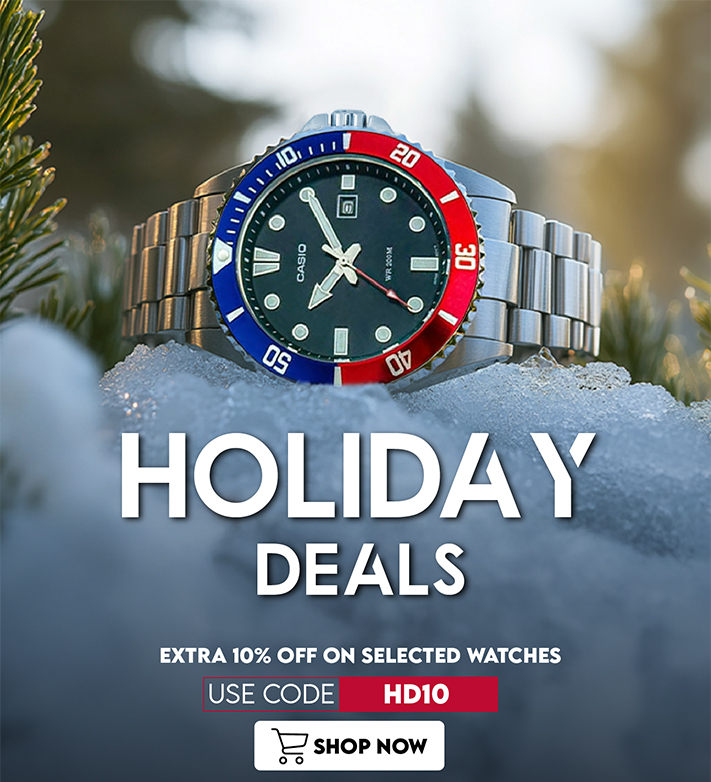 10
20
30
40
50
CASIO
WR 200M
HOLIDAY
DEALS
EXTRA 10% OFF ON SELECTED WATCHES
USE CODE HD10
SHOP NOW